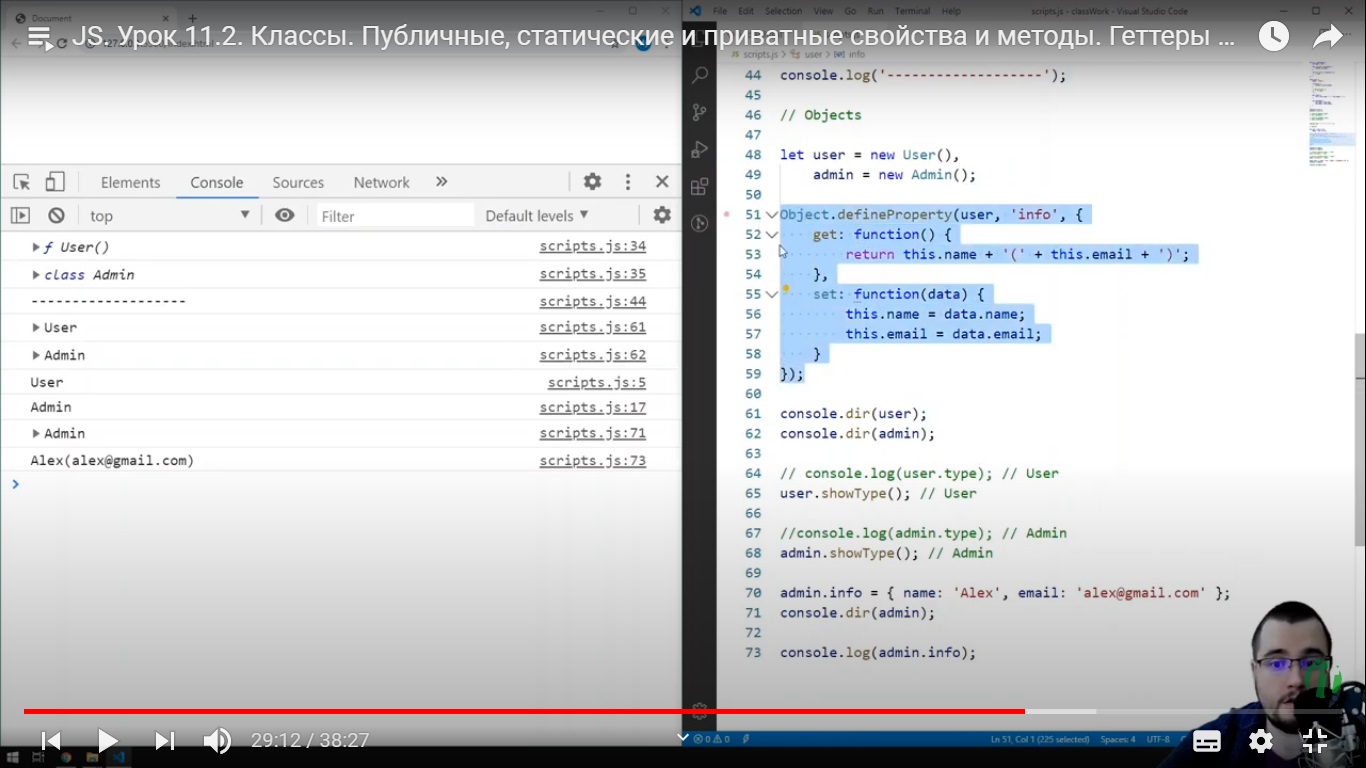 Document
File Edit Selection View Go Run Terminal Help
scripts.js - classWork - Visual Studio Code
JS. Урок 11.2. Классы. Публичные, статические и приватные свойства и методы. Геттеры ...
scripts.js > user > info
Elements Console Sources Network
top Filter Default levels
ƒ User() scripts.js:34
class Admin scripts.js:35
------------------- scripts.js:44
User scripts.js:61
Admin scripts.js:62
User scripts.js:5
Admin scripts.js:17
Admin scripts.js:71
Alex(alex@gmail.com) scripts.js:73
44 console.log('-------------------');
45
46 // Objects
47
48 let user = new User(),
49 admin = new Admin();
50
51 Object.defineProperty(user, 'info', {
52 get: function() {
53 return this.name + '(' + this.email + ')';
54 },
55 set: function(data) {
56 this.name = data.name;
57 this.email = data.email;
58 }
59 });
60
61 console.dir(user);
62 console.dir(admin);
63
64 // console.log(user.type); // User
65 user.showType(); // User
66
67 //console.log(admin.type); // Admin
68 admin.showType(); // Admin
69
70 admin.info = { name: 'Alex', email: 'alex@gmail.com' };
71 console.dir(admin);
72
73 console.log(admin.info);
29:12 / 38:27
0 0
Ln 51, Col 1 (225 selected) Spaces: 4 UTF-8